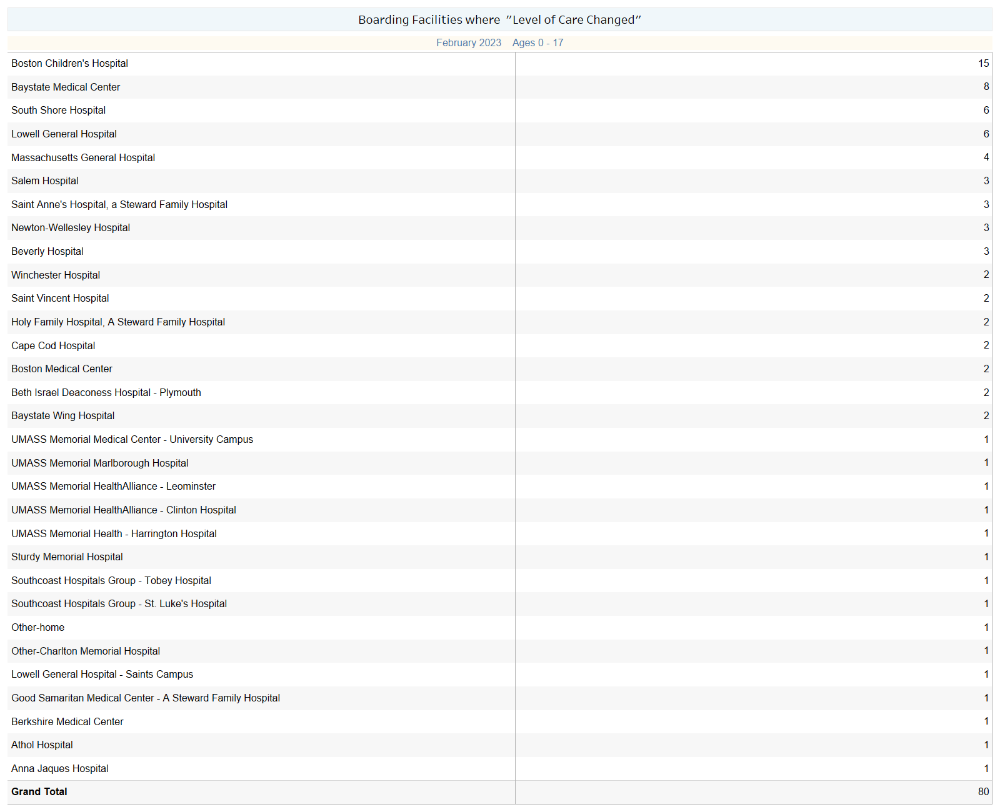 Boarding Facilities where "Level of Care Changed"
February 2023 Ages 0 - 17
Boston Children's Hospital 15
Baystate Medical Center 8
South Shore Hospital 6
Lowell General Hospital 6
Massachusetts General Hospital 4
Salem Hospital 3
Saint Anne's Hospital, a Steward Family Hospital 3
Newton-Wellesley Hospital 3
Beverly Hospital 3
Winchester Hospital 2
Saint Vincent Hospital 2
Holy Family Hospital, A Steward Family Hospital 2
Cape Cod Hospital 2
Boston Medical Center 2
Beth Israel Deaconess Hospital - Plymouth 2
Baystate Wing Hospital 2
UMASS Memorial Medical Center - University Campus 1
UMASS Memorial Marlborough Hospital 1
UMASS Memorial HealthAlliance - Leominster 1
UMASS Memorial HealthAlliance - Clinton Hospital 1
UMASS Memorial Health - Harrington Hospital 1
Sturdy Memorial Hospital 1
Southcoast Hospitals Group - Tobey Hospital 1
Southcoast Hospitals Group - St. Luke's Hospital 1
Other-home 1
Other-Charlton Memorial Hospital 1
Lowell General Hospital - Saints Campus 1
Good Samaritan Medical Center - A Steward Family Hospital 1
Berkshire Medical Center 1
Athol Hospital 1
Anna Jaques Hospital 1
Grand Total 80